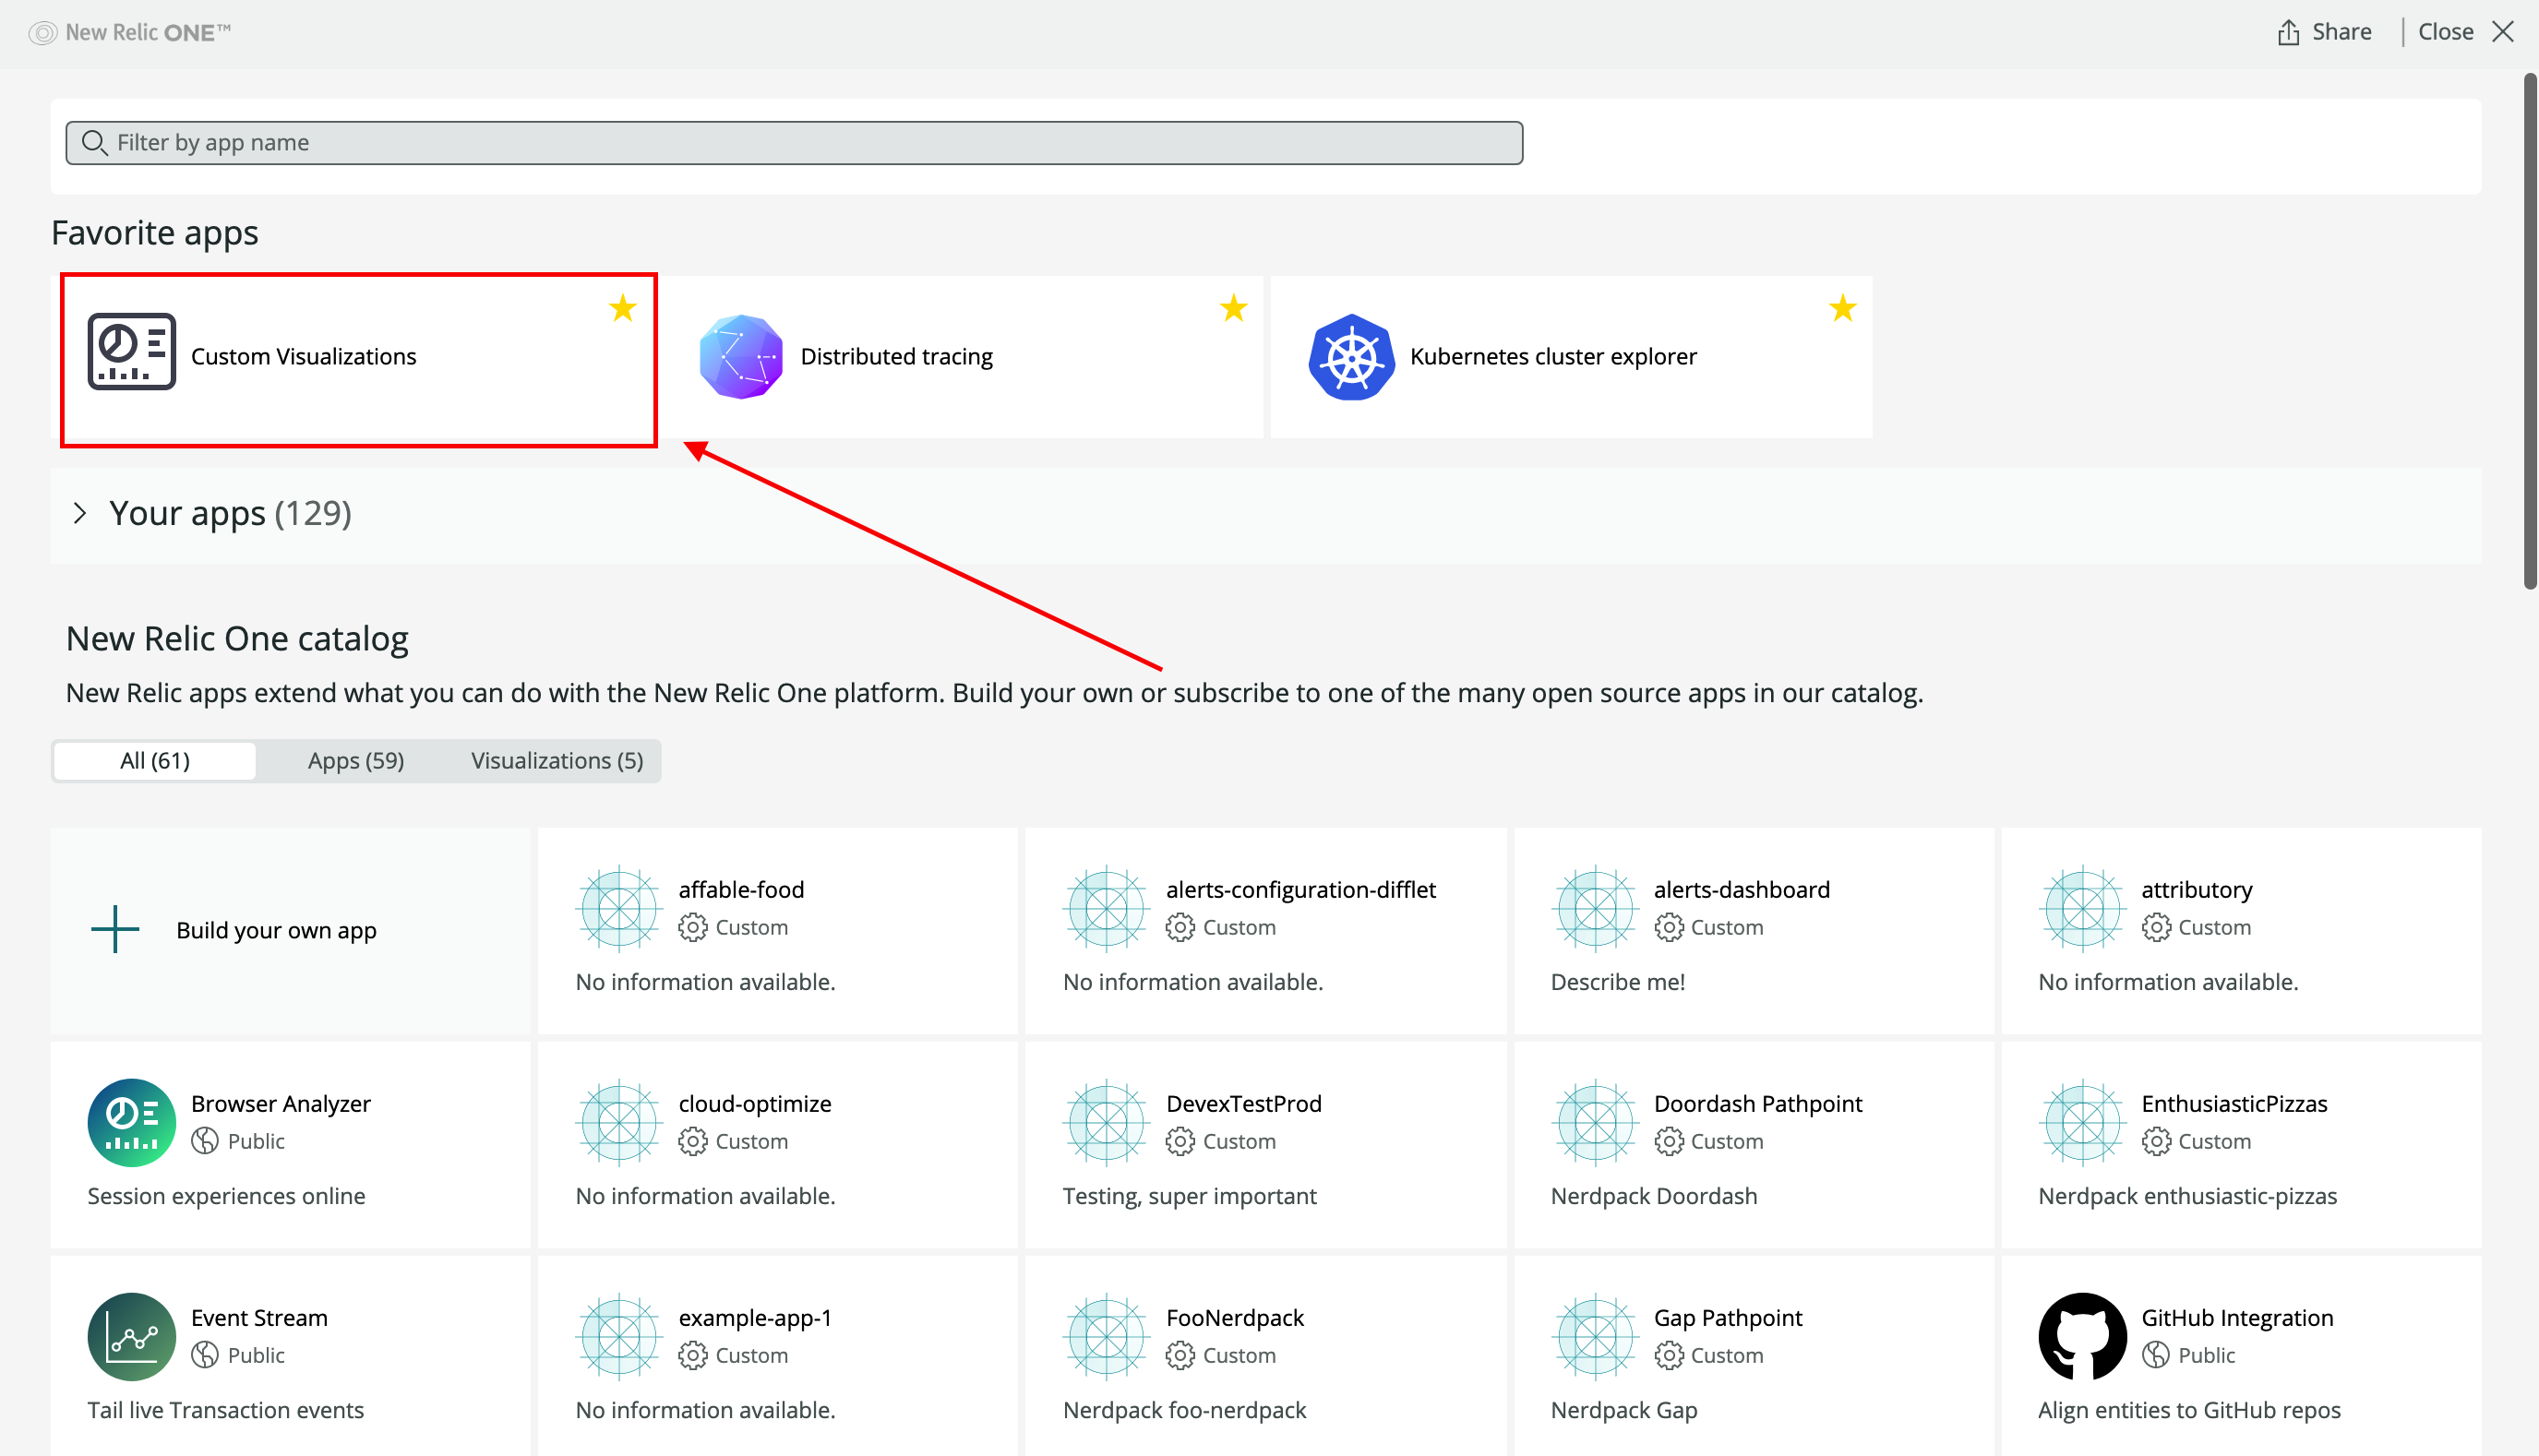 New Relic ONE™
Share
Close
Filter by app name
Favorite apps
Custom Visualizations
Distributed tracing
Kubernetes cluster explorer
Your apps (129)
New Relic One catalog
New Relic apps extend what you can do with the New Relic One platform. Build your own or subscribe to one of the many open source apps in our catalog.
All (61)
Apps (59)
Visualizations (5)
Build your own app
affable-food
Custom
No information available.
alerts-configuration-difflet
Custom
No information available.
alerts-dashboard
Custom
Describe me!
attributory
Custom
No information available.
Browser Analyzer
Public
Session experiences online
cloud-optimize
Custom
No information available.
DevexTestProd
Custom
Testing, super important
Doordash Pathpoint
Custom
Nerdpack Doordash
EnthusiasticPizzas
Custom
Nerdpack enthusiastic-pizzas
Event Stream
Public
Tail live Transaction events
example-app-1
Custom
No information available.
FooNerdpack
Custom
Nerdpack foo-nerdpack
Gap Pathpoint
Custom
Nerdpack Gap
GitHub Integration
Public
Align entities to GitHub repos